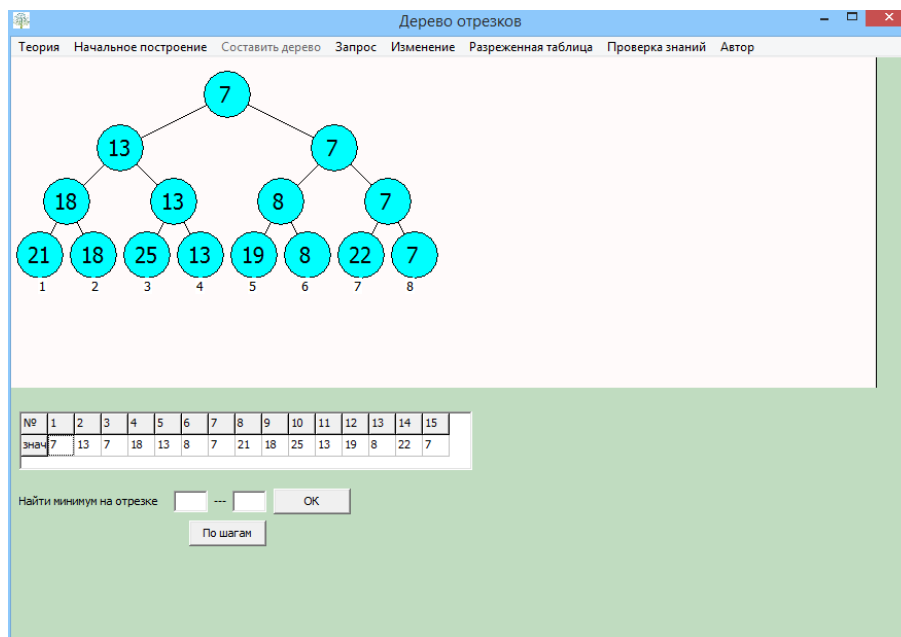 Дерево отрезков
Теория Начальное построение Составить дерево Запрос Изменение Разреженная таблица Проверка знаний Автор
7
13 7
18 13 8 7
21 18 25 13 19 8 22 7
1 2 3 4 5 6 7 8
№ 1 2 3 4 5 6 7 8 9 10 11 12 13 14 15
знач 7 13 7 18 13 8 7 21 18 25 13 19 8 22 7
Найти минимум на отрезке --- ОК
По шагам